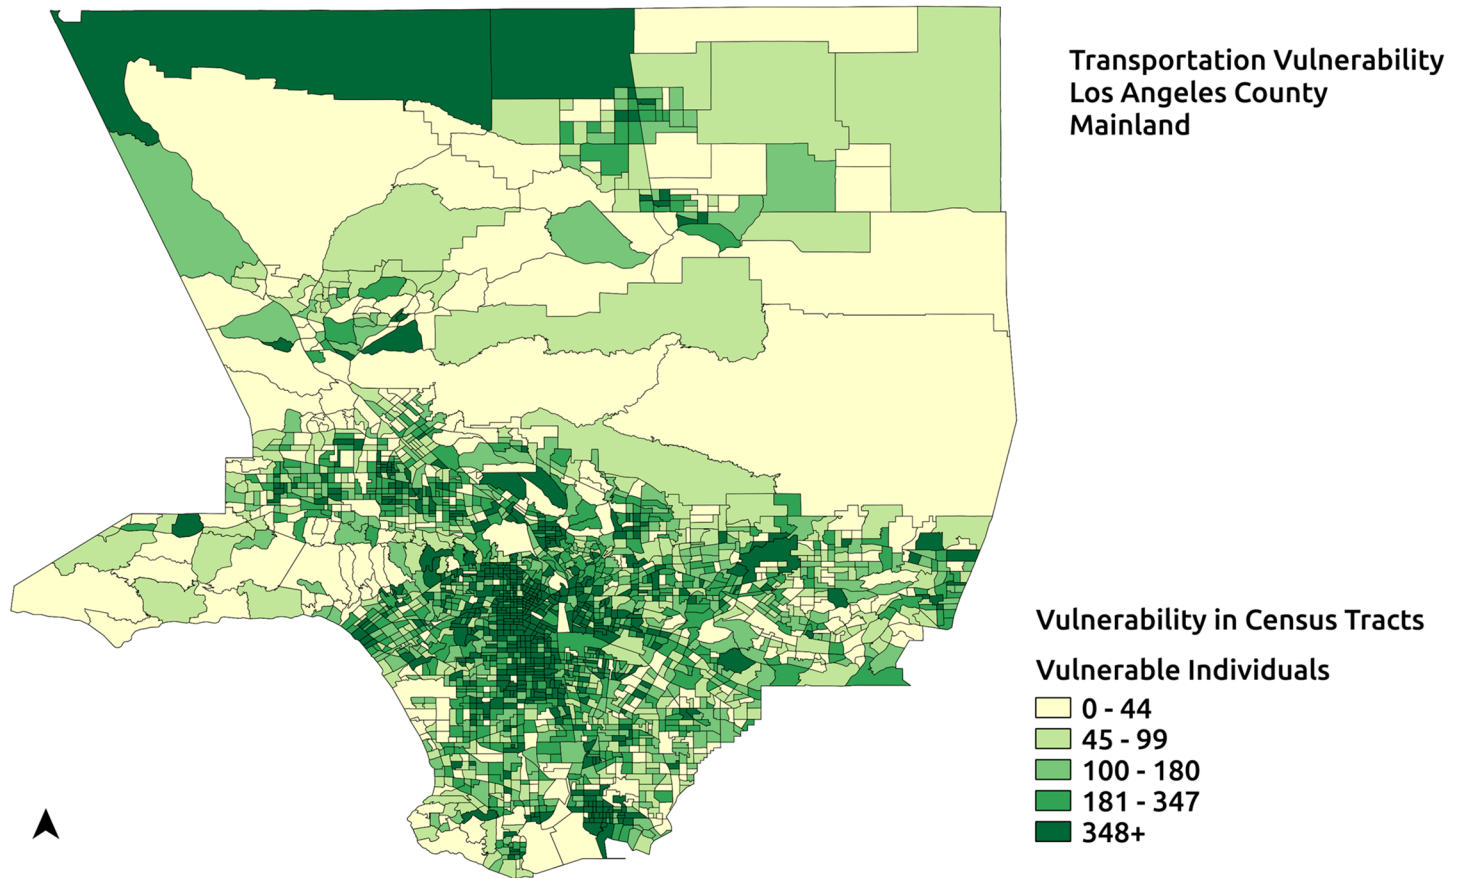 Transportation Vulnerability
Los Angeles County
Mainland
Vulnerability in Census Tracts
Vulnerable Individuals
0 - 44
45 - 99
100 - 180
181 - 347
348+